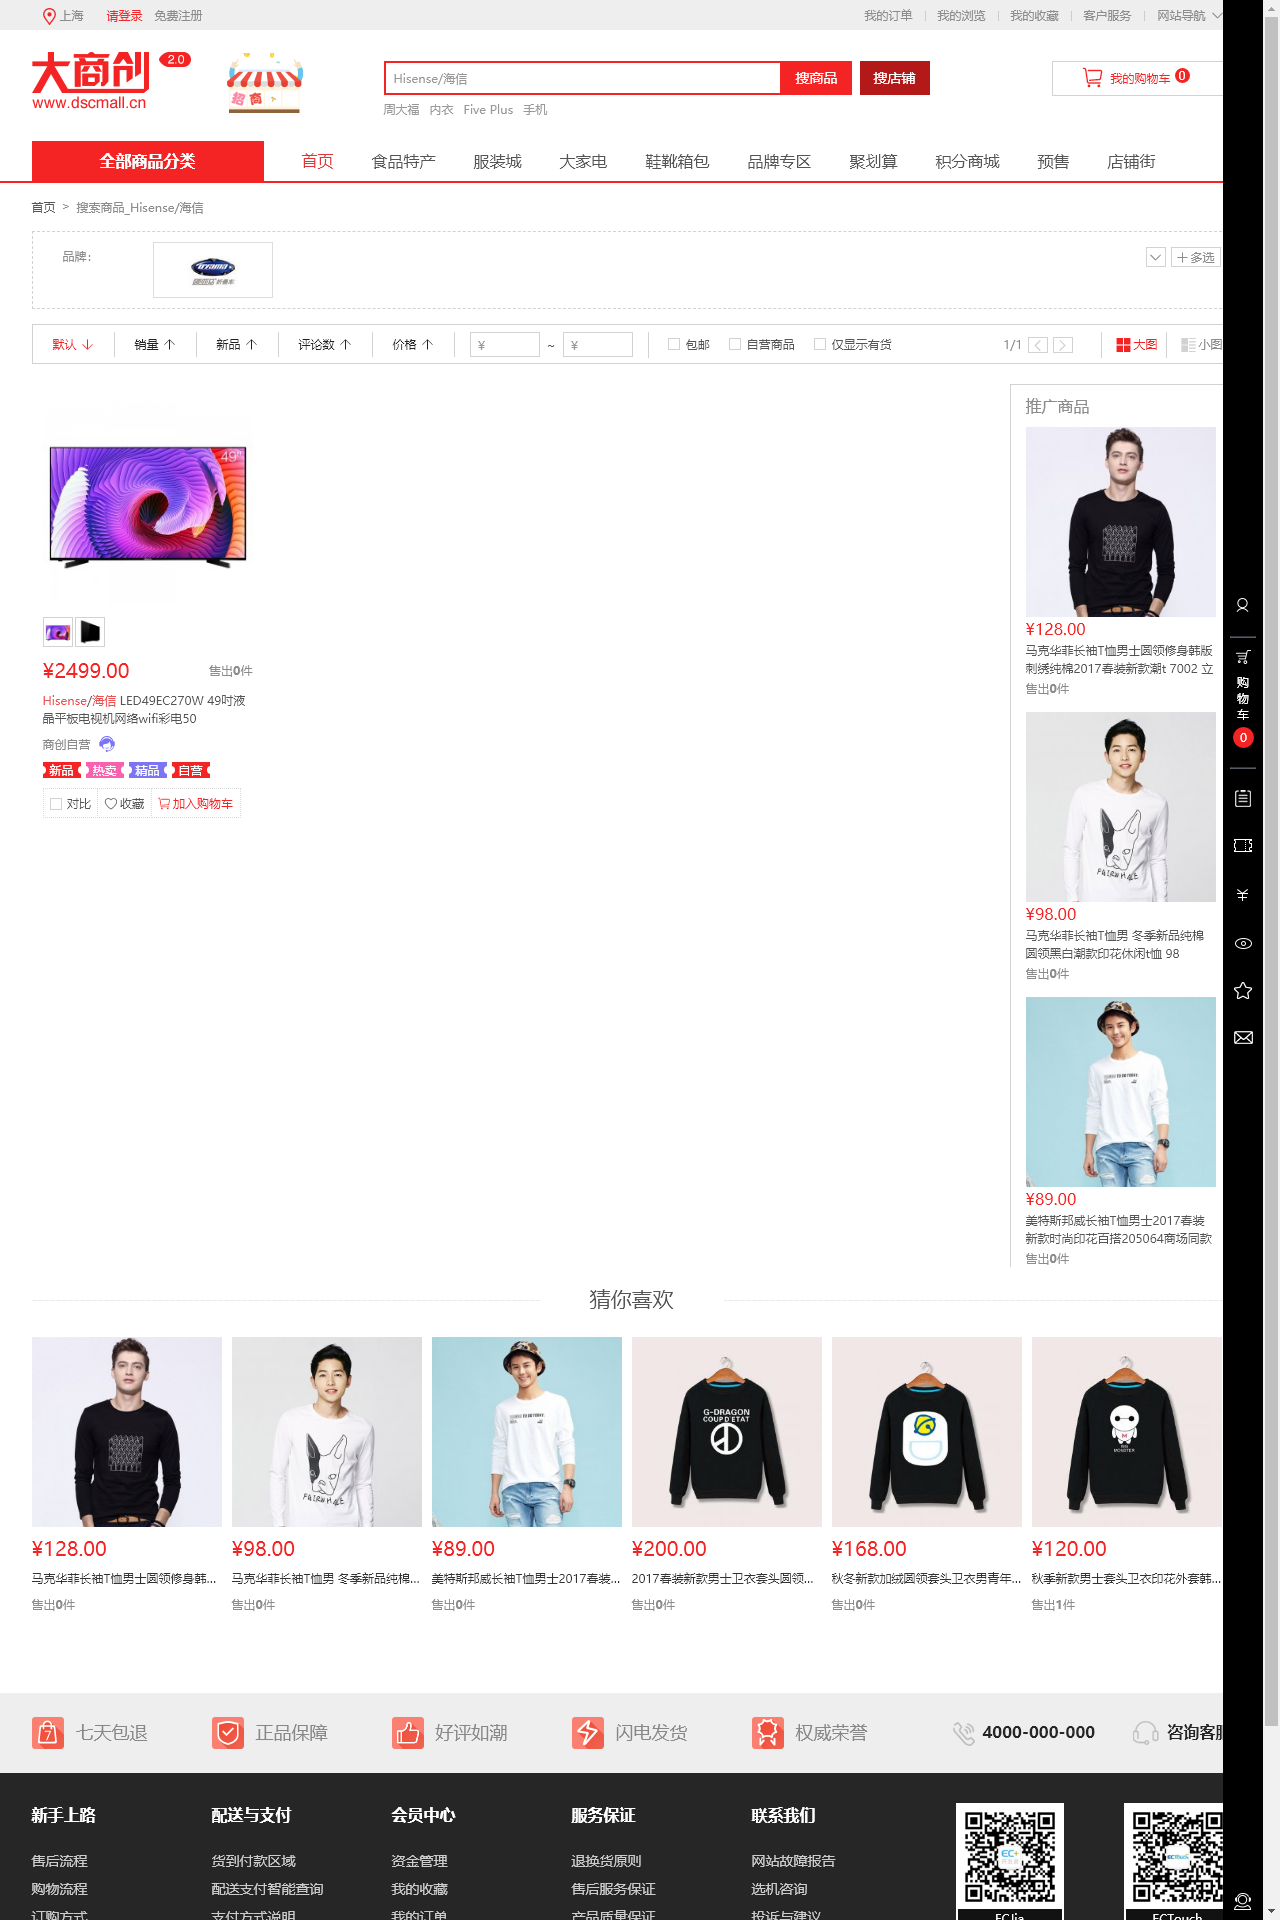 上海 请登录 免费注册 我的订单 我的浏览 我的收藏 客户服务 网站导航
大商创 2.0
www.dscmall.cn
招商
Hisense/海信 搜商品 搜店铺
我的购物车 0
周大福 内衣 Five Plus 手机
全部商品分类 首页 食品特产 服装城 大家电 鞋靴箱包 品牌专区 聚划算 积分商城 预售 店铺街
首页 > 搜索商品_Hisense/海信
品牌:
多选
默认 销量 新品 评论数 价格 ¥ ~ ¥ 包邮 自营商品 仅显示有货 1/1 大图 小图
推广商品
49"
¥128.00
马克华菲长袖T恤男士圆领修身韩版
刺绣纯棉2017春装新款潮t 7002 立
售出0件
¥2499.00 售出0件
Hisense/海信 LED49EC270W 49吋液
晶平板电视机网络wifi彩电50
商创自营
新品 热卖 精品 自营
对比 收藏 加入购物车
购物车
0
FAIRWHALE
¥98.00
马克华菲长袖T恤男 冬季新品纯棉
圆领黑白潮款印花休闲t恤 98
售出0件
¥89.00
美特斯邦威长袖T恤男士2017春装
新款时尚印花百搭205064商场同款
售出0件
猜你喜欢
G-DRAGON
COUP D'ETAT
MONSTER
¥128.00 ¥98.00 ¥89.00 ¥200.00 ¥168.00 ¥120.00
马克华菲长袖T恤男士圆领修身韩... 马克华菲长袖T恤男 冬季新品纯棉... 美特斯邦威长袖T恤男士2017春装... 2017春装新款男士卫衣套头圆领... 秋冬新款加绒圆领套头卫衣男青年... 秋季新款男士套头卫衣印花外套韩...
售出0件 售出0件 售出0件 售出0件 售出0件 售出1件
七天包退 正品保障 好评如潮 闪电发货 权威荣誉 4000-000-000 咨询客服
新手上路 配送与支付 会员中心 服务保证 联系我们
售后流程 货到付款区域 资金管理 退换货原则 网站故障报告
购物流程 配送支付智能查询 我的收藏 售后服务保证 选机咨询
订购方式 支付方式说明 我的订单 产品质量保证 投诉与建议
ECJia ECTouch